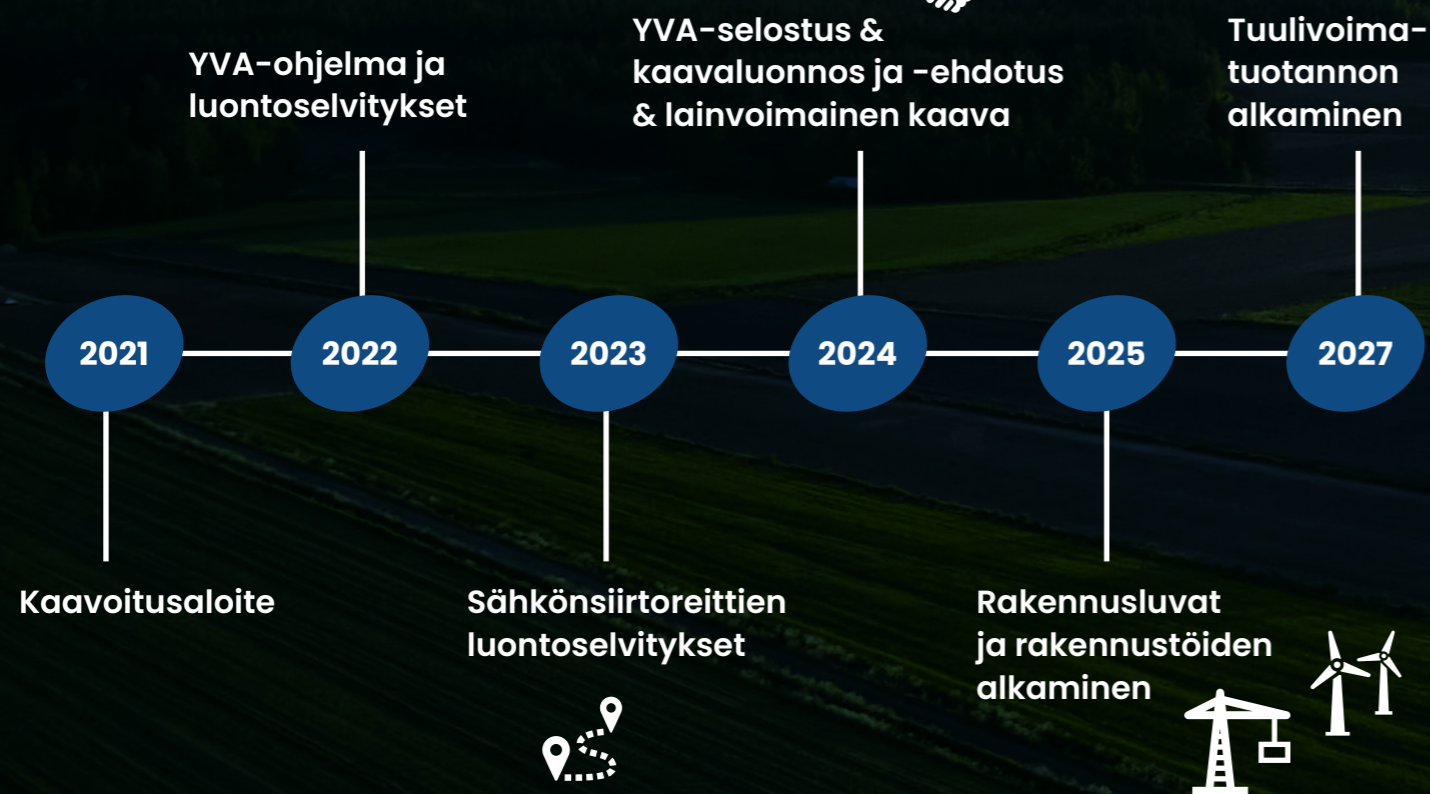 YVA-ohjelma ja
luontoselvitykset
YVA-selostus &
kaavaluonnos ja -ehdotus
& lainvoimainen kaava
Tuulivoima-
tuotannon
alkaminen
2021
2022
2023
2024
2025
2027
Kaavoitusaloite
Sähkönsiirtoreittien
luontoselvitykset
Rakennusluvat
ja rakennustöiden
alkaminen